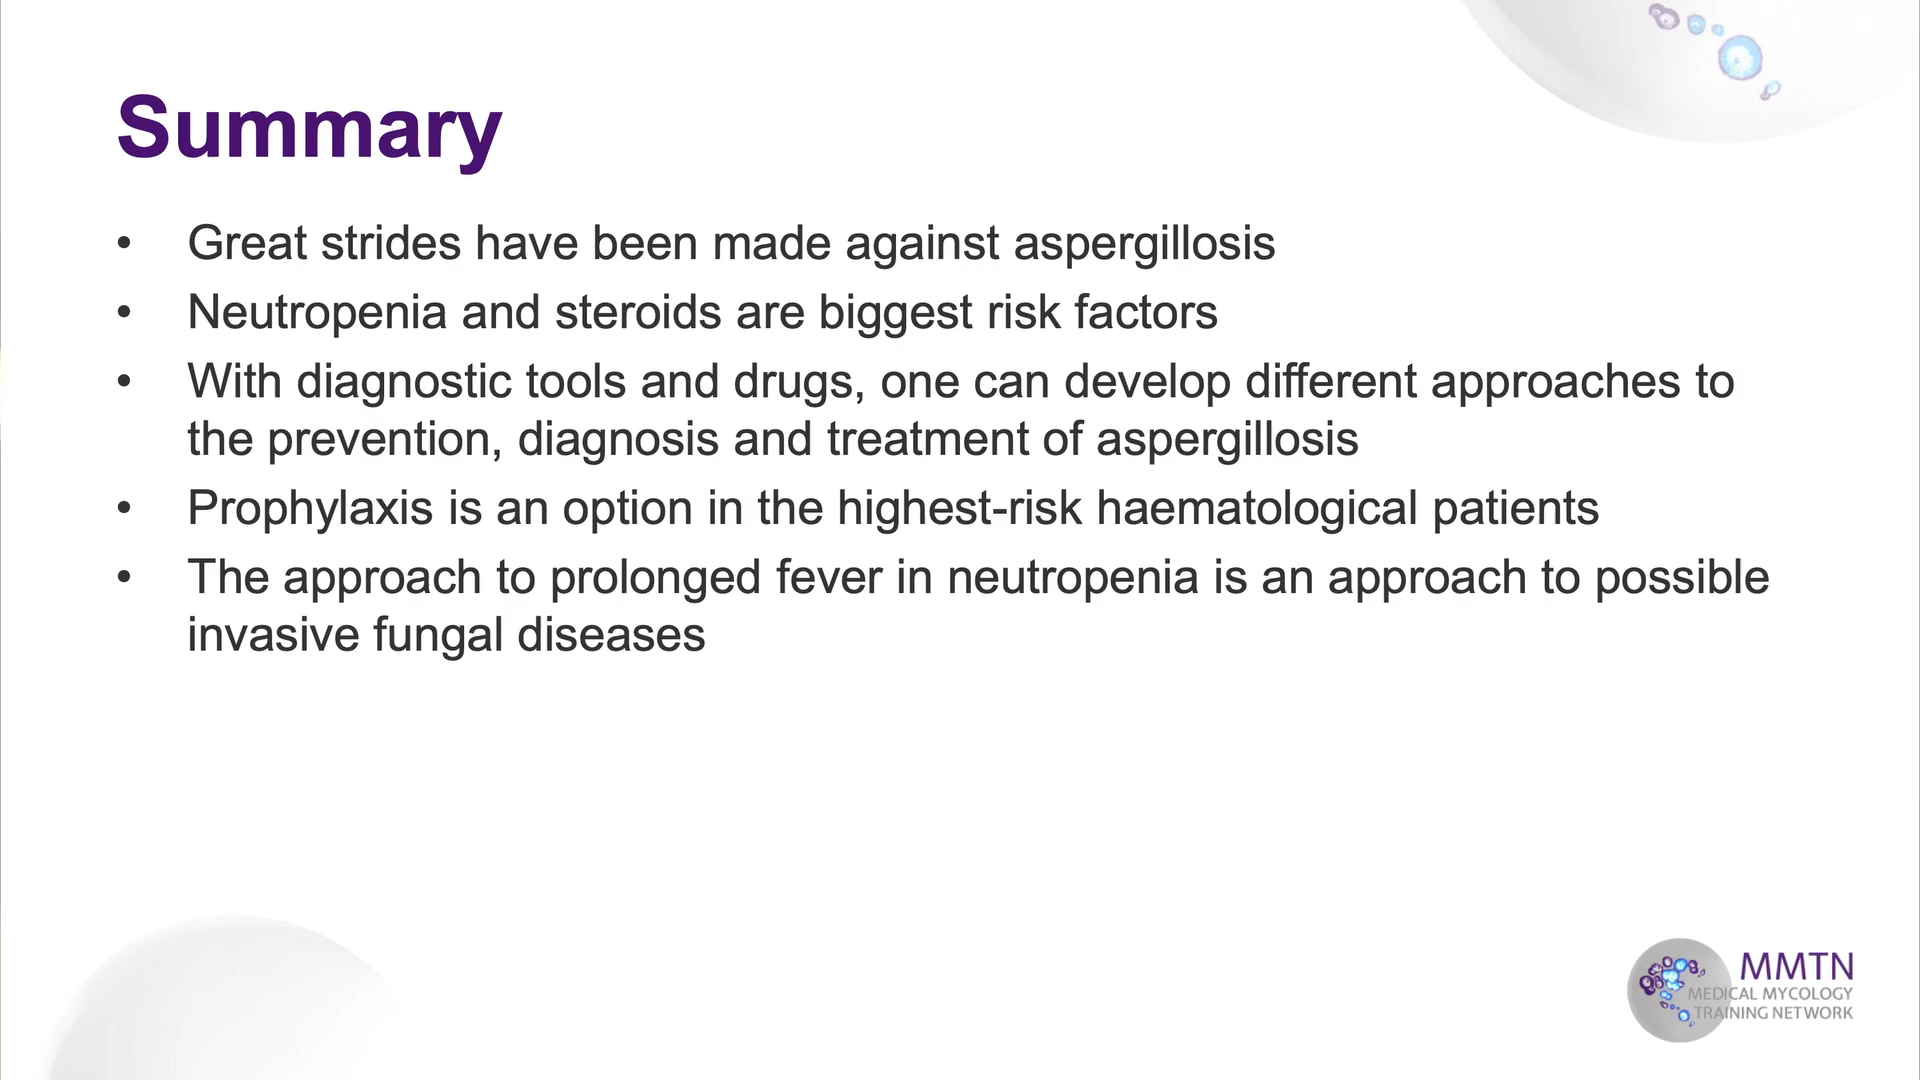 Summary
• Great strides have been made against aspergillosis
• Neutropenia and steroids are biggest risk factors
• With diagnostic tools and drugs, one can develop different approaches to
the prevention, diagnosis and treatment of aspergillosis
• Prophylaxis is an option in the highest-risk haematological patients
• The approach to prolonged fever in neutropenia is an approach to possible
invasive fungal diseases
MMTN
MEDICAL MYCOLOGY
TRAINING NETWORK